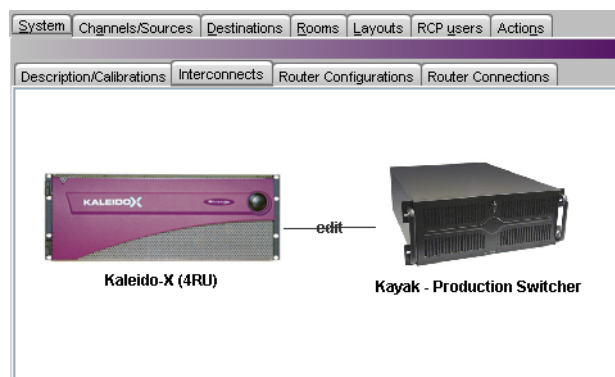 System Channels/Sources Destinations Rooms Layouts RCP users Actions
Description/Calibrations Interconnects Router Configurations Router Connections
KALEIDOX
edit
Kaleido-X (4RU)
Kayak - Production Switcher